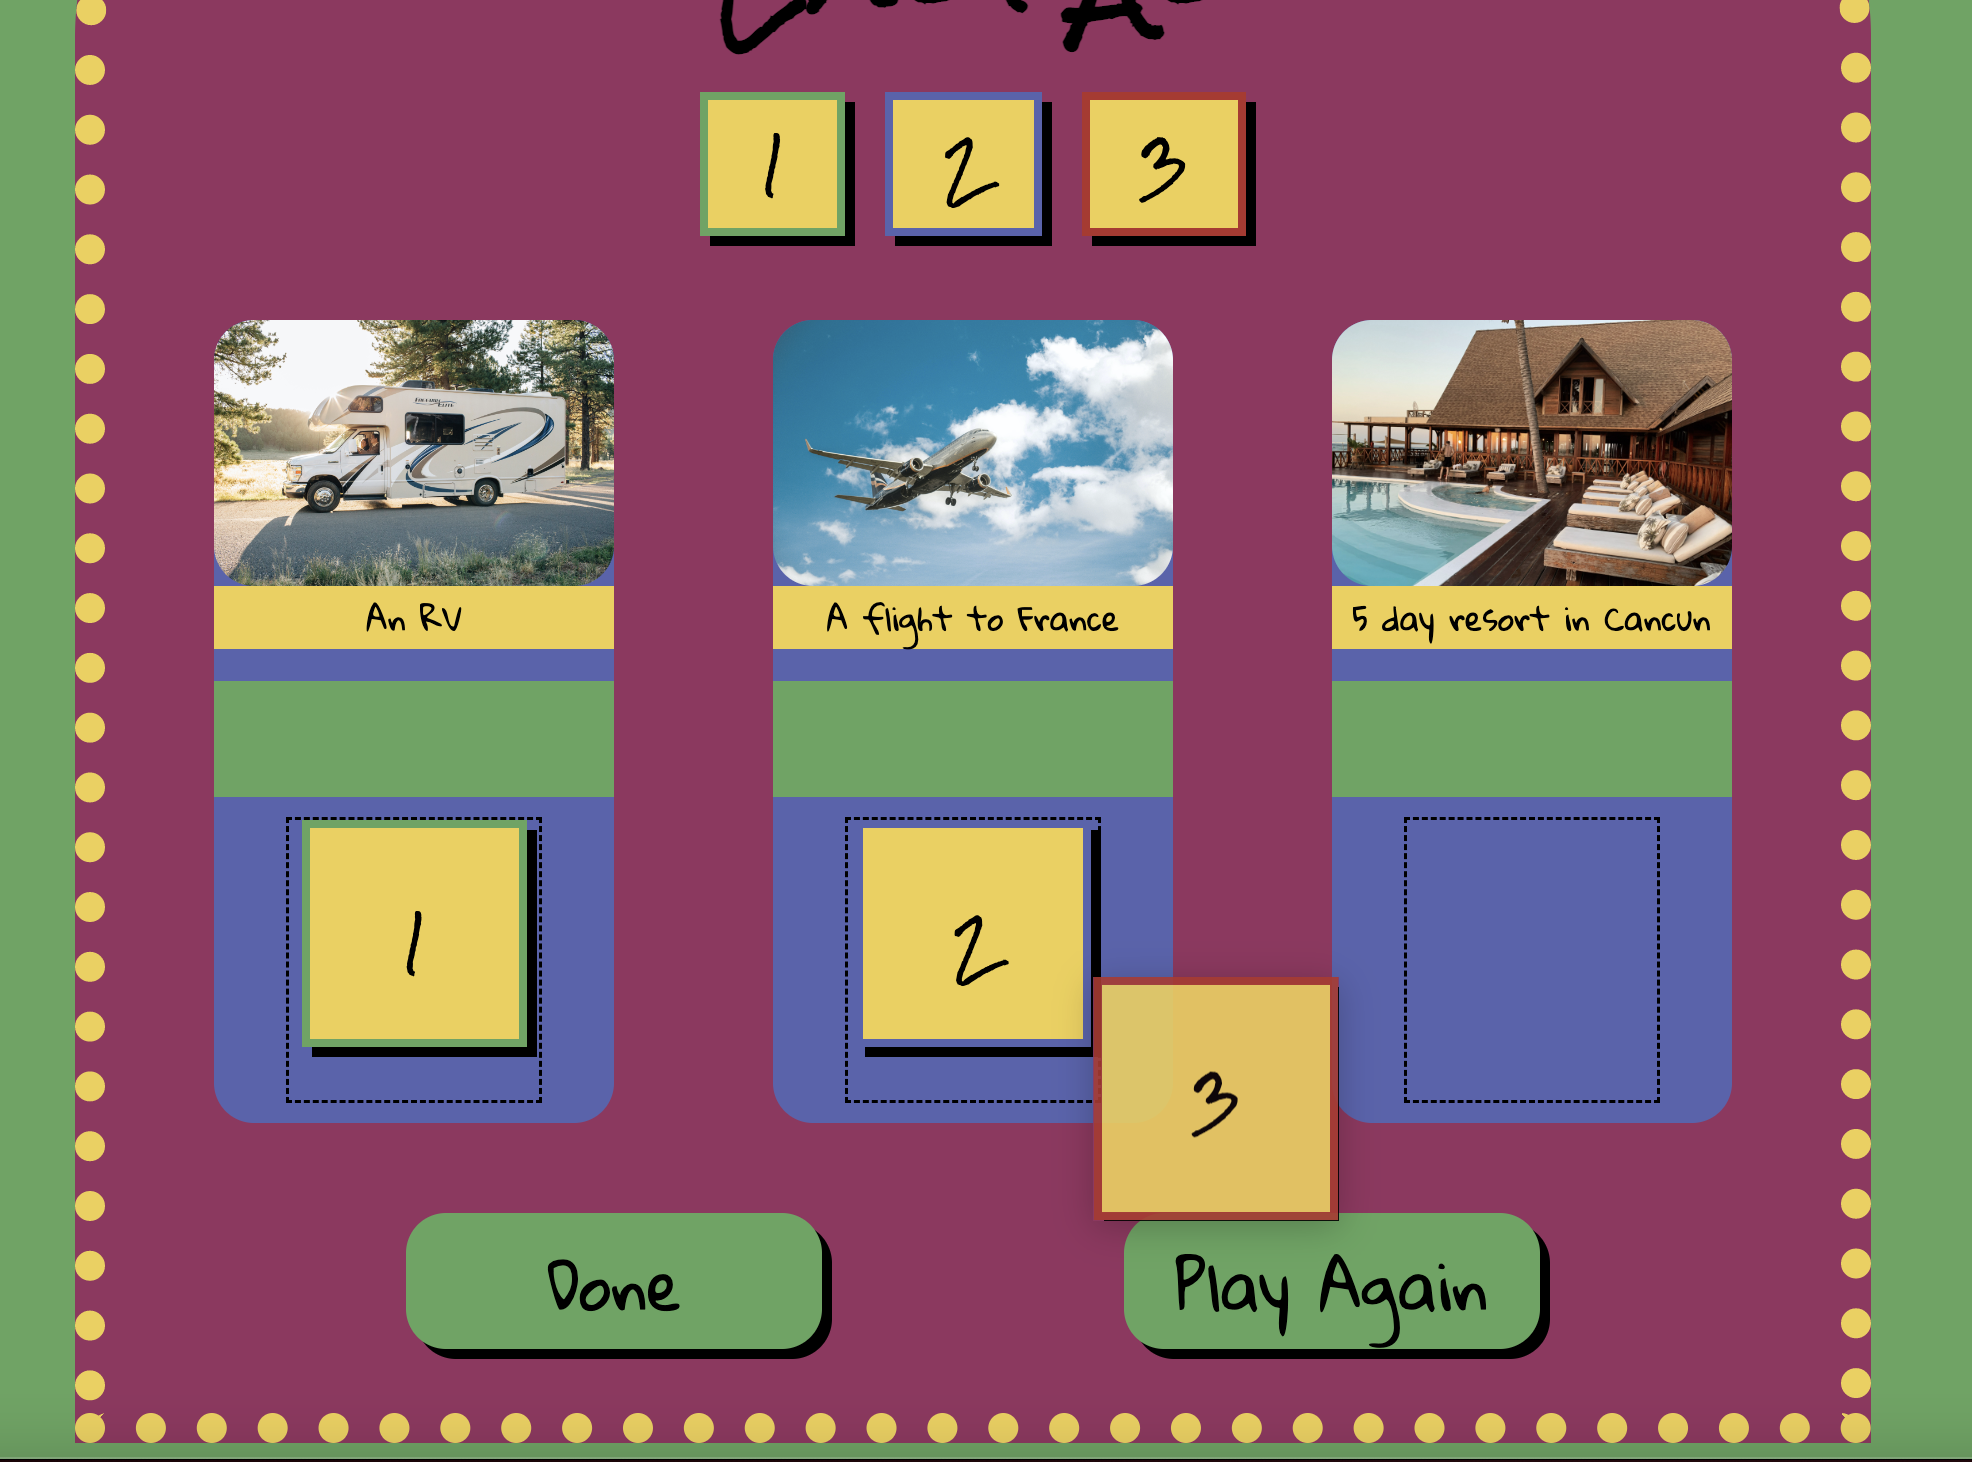 1 2 3
An RV
A flight to France
5 day resort in Cancun
1
2
3
Done
Play Again